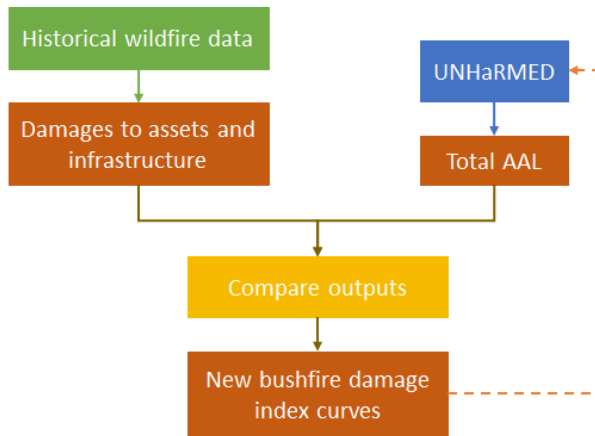 Historical wildfire data
UNHaRMED
Damages to assets and
infrastructure
Total AAL
Compare outputs
New bushfire damage
index curves